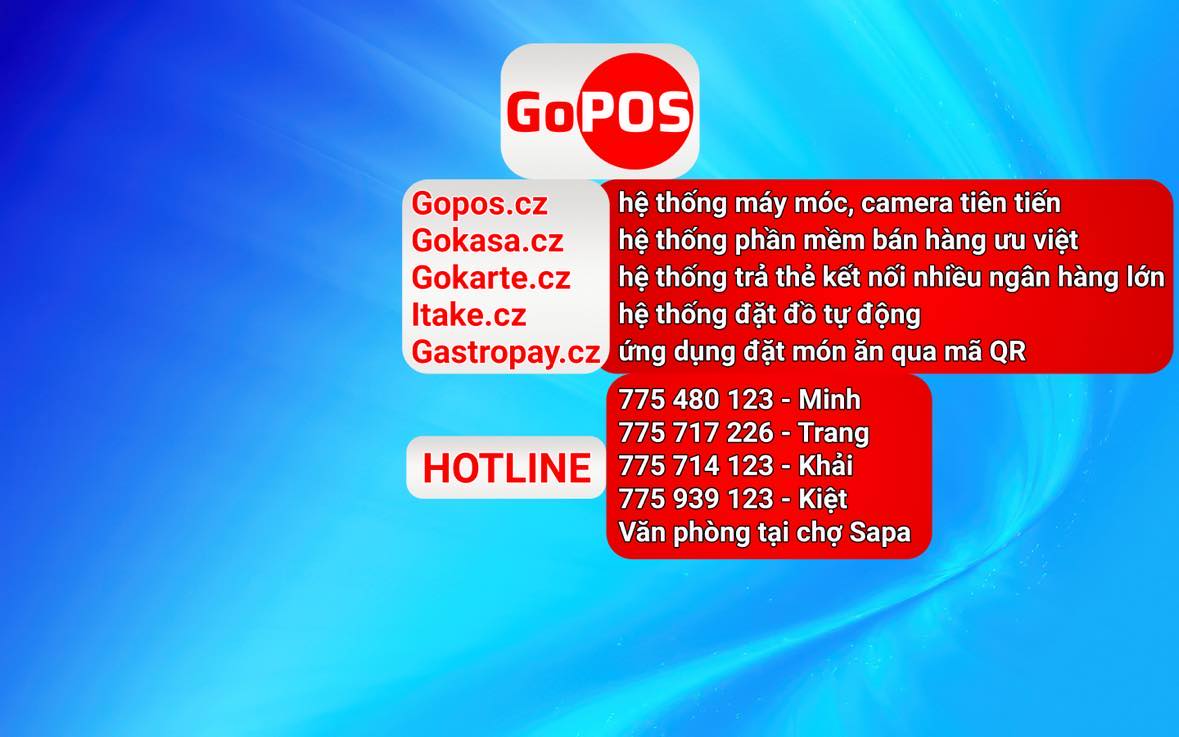 GoPOS
Gopos.cz hệ thống máy móc, camera tiên tiến
Gokasa.cz hệ thống phần mềm bán hàng ưu việt
Gokarte.cz hệ thống trả thẻ kết nối nhiều ngân hàng lớn
Itake.cz hệ thống đặt đồ tự động
Gastropay.cz ứng dụng đặt món ăn qua mã QR
775 480 123 - Minh
775 717 226 - Trang
HOTLINE 775 714 123 - Khải
775 939 123 - Kiệt
Văn phòng tại chợ Sapa